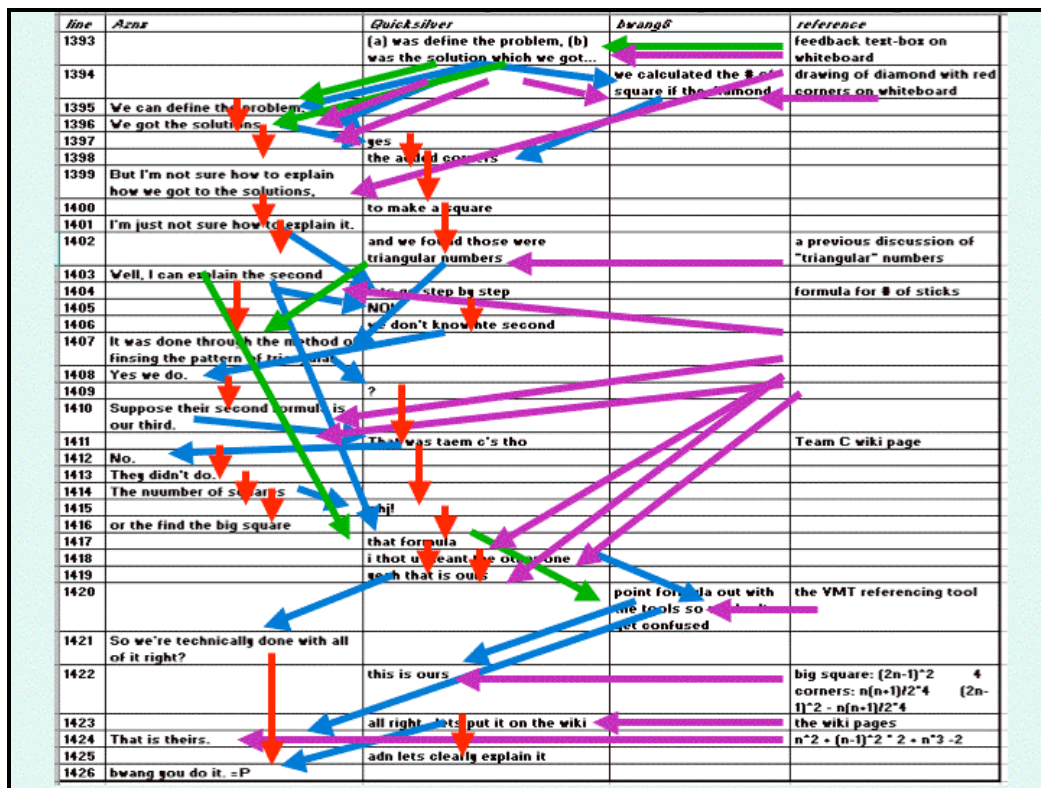 line Aznx Quicksilver bwang8 reference
1393 (a) was define the problem, (b) feedback text-box on
was the solution which we got... whiteboard
1394 we calculated the # of drawing of diamond with red
square if the diamond corners on whiteboard
1395 We can define the problem.
1396 We got the solutions.
1397 yes
1398 the added corners
1399 But I'm not sure how to explain
how we got to the solutions,
1400 to make a square
1401 I'm just not sure how to explain it.
1402 and we found those were a previous discussion of
triangular numbers "triangular" numbers
1403 Well, I can explain the second
1404 go step by step formula for # of sticks
1405 NO!
1406 we don't know hte second
1407 It was done through the method of
finsing the pattern of triangular
1408 Yes we do.
1409 ?
1410 Suppose their second formula is
our third.
1411 That was taem c's tho Team C wiki page
1412 No.
1413 They didn't do.
1414 The nuumber of squares
1415
1416 or the find the big square
1417 that formula
1418 i thot u meant the other one
1419 yeah that is ours
1420 point formula out with the VMT referencing tool
the tools so
get confused
1421 So we're technically done with all
of it right?
1422 this is ours big square: (2n-1)^2 4
corners: n(n+1)/2*4 (2n-
1)^2 - n(n+1)/2*4
1423 all right lets put it on the wiki the wiki pages
1424 That is theirs. n^2 + (n-1)^2 * 2 + n*3 -2
1425 adn lets clearly explain it
1426 bwang you do it. =P